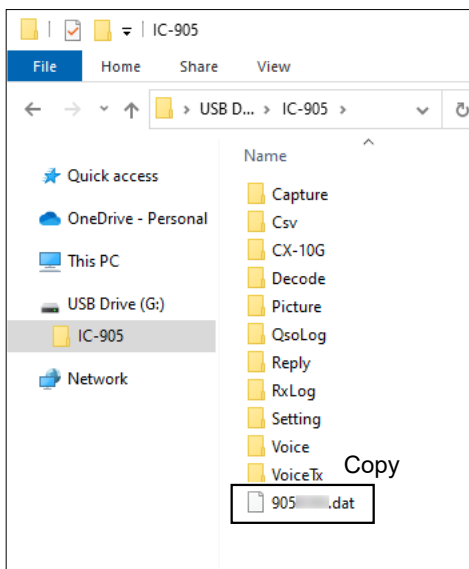 IC-905
File Home Share View
USB D... IC-905
Name
Quick access
OneDrive - Personal
This PC
USB Drive (G:)
IC-905
Network
Capture
Csv
CX-10G
Decode
Picture
QsoLog
Reply
RxLog
Setting
Voice
VoiceTx
Copy
905 .dat